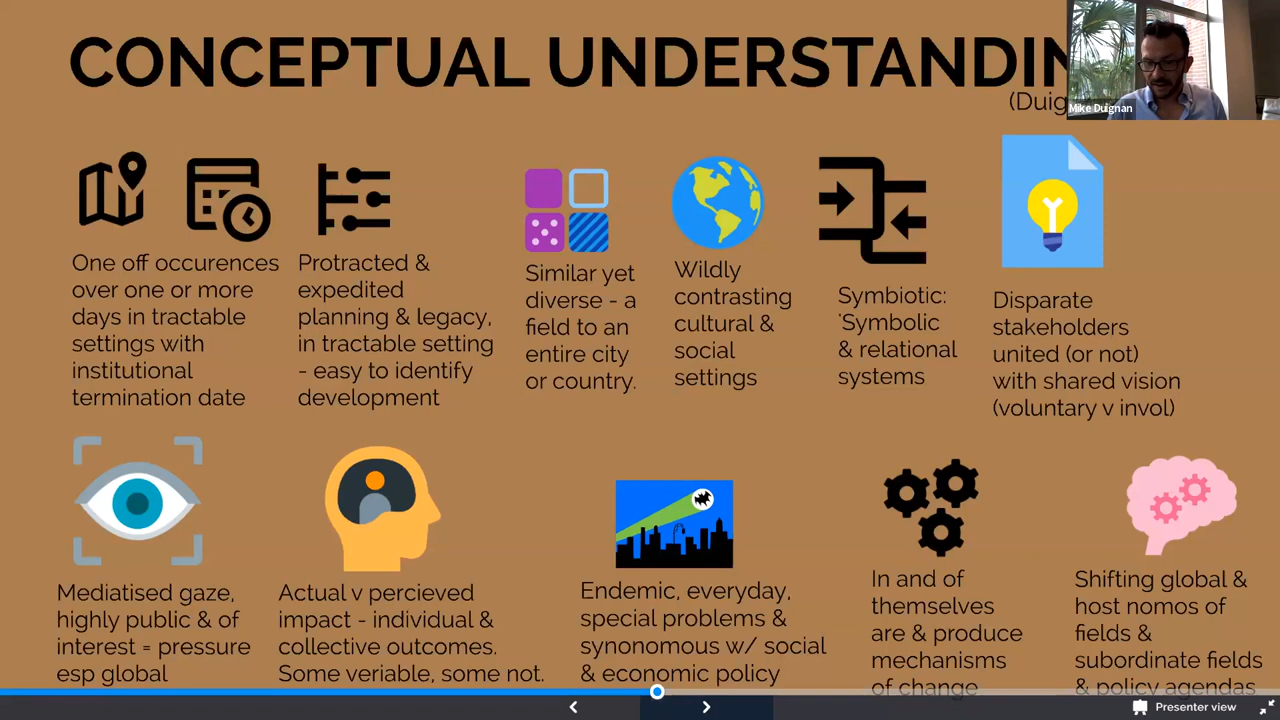 CONCEPTUAL UNDERSTANDIN
(Duig
Mike Duignan
One off occurences
over one or more
days in tractable
settings with
institutional
termination date
Protracted &
expedited
planning & legacy,
in tractable setting
- easy to identify
development
Similar yet
diverse - a
field to an
entire city
or country.
Wildly
contrasting
cultural &
social
settings
Symbiotic:
'Symbolic
& relational
systems
Disparate
stakeholders
united (or not)
with shared vision
(voluntary v invol)
Mediatised gaze,
highly public & of
interest = pressure
esp global
Actual v percieved
impact - individual &
collective outcomes.
Some veriable, some not.
Endemic, everyday,
special problems &
synonomous w/ social
& economic policy
In and of
themselves
are & produce
mechanisms
of change
Shifting global &
host nomos of
fields &
subordinate fields
& policy agendas
Presenter view